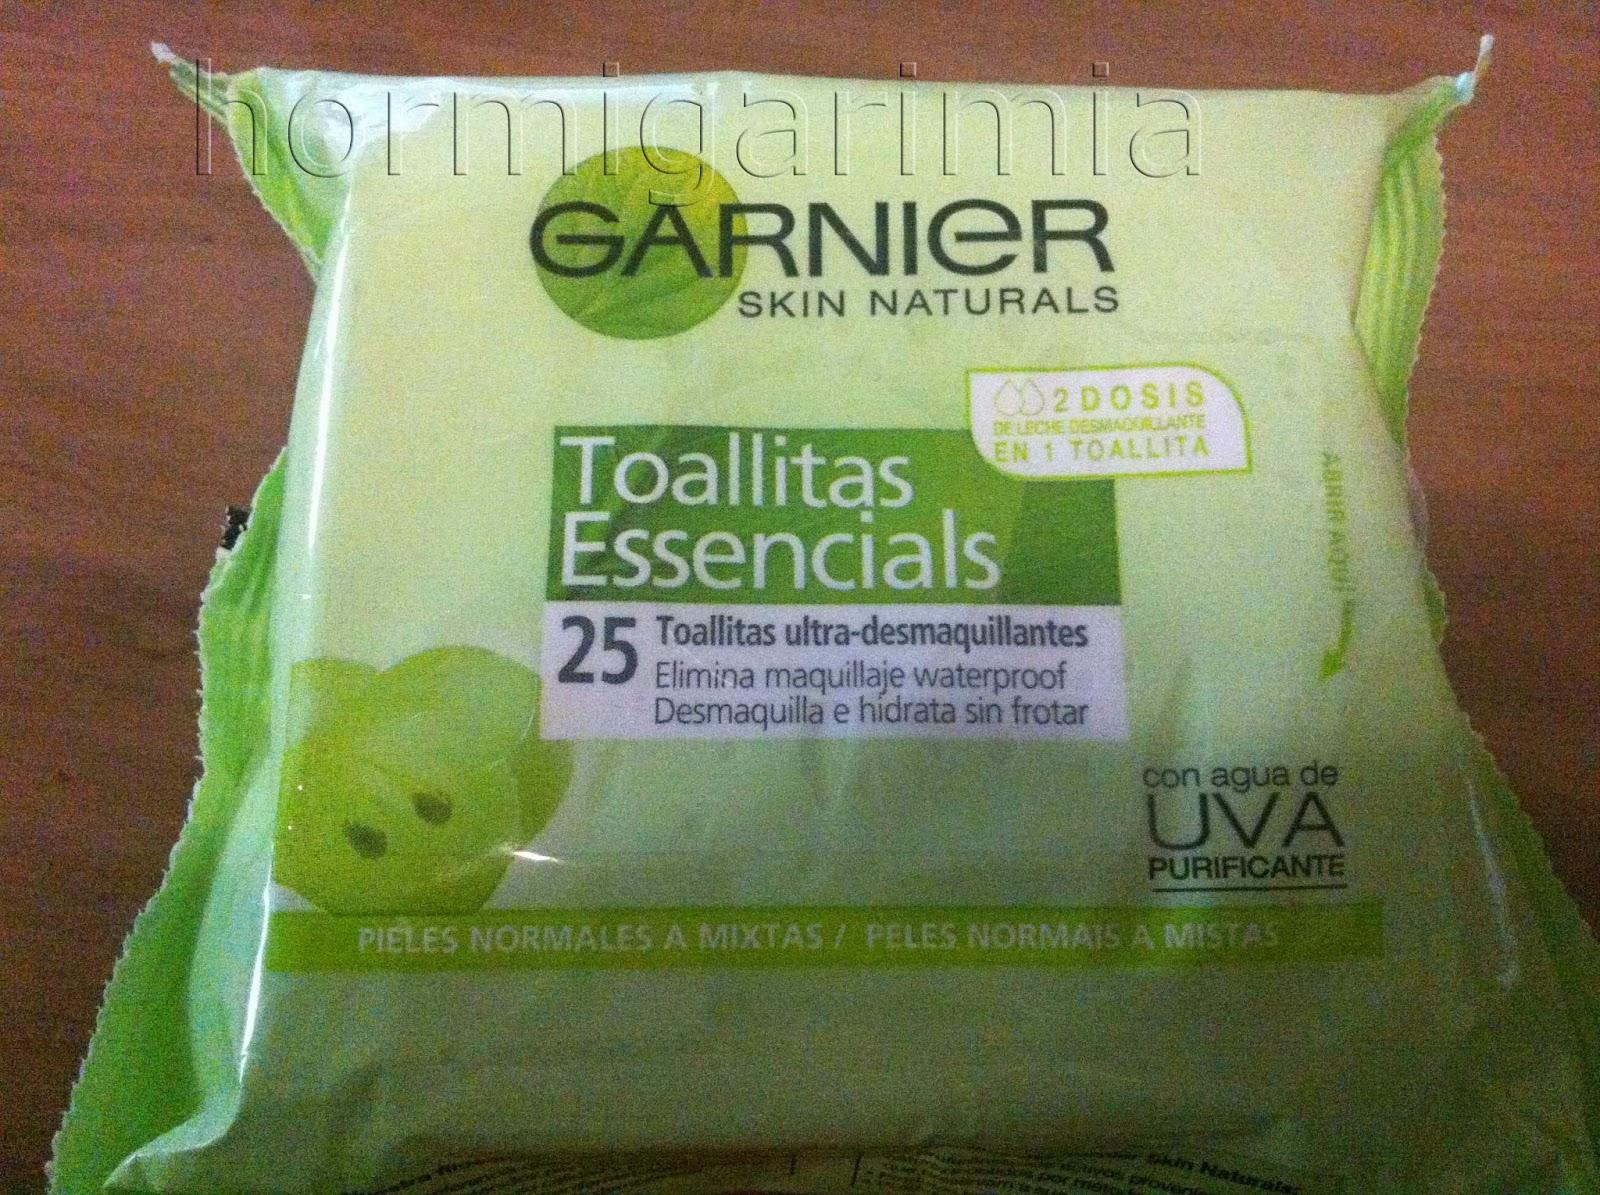 hormigarimia
GARNIER
SKIN NATURALS
2 DOSIS
DE LECHE DESMAQUILLANTE
EN 1 TOALLITA
Toallitas
Essencials
ABRIR AQUÍ
25 Toallitas ultra-desmaquillantes
Elimina maquillaje waterproof
Desmaquilla e hidrata sin frotar
con agua de
UVA
PURIFICANTE
PIELES NORMALES A MIXTAS / PELES NORMAIS A MISTAS
Skin Naturals